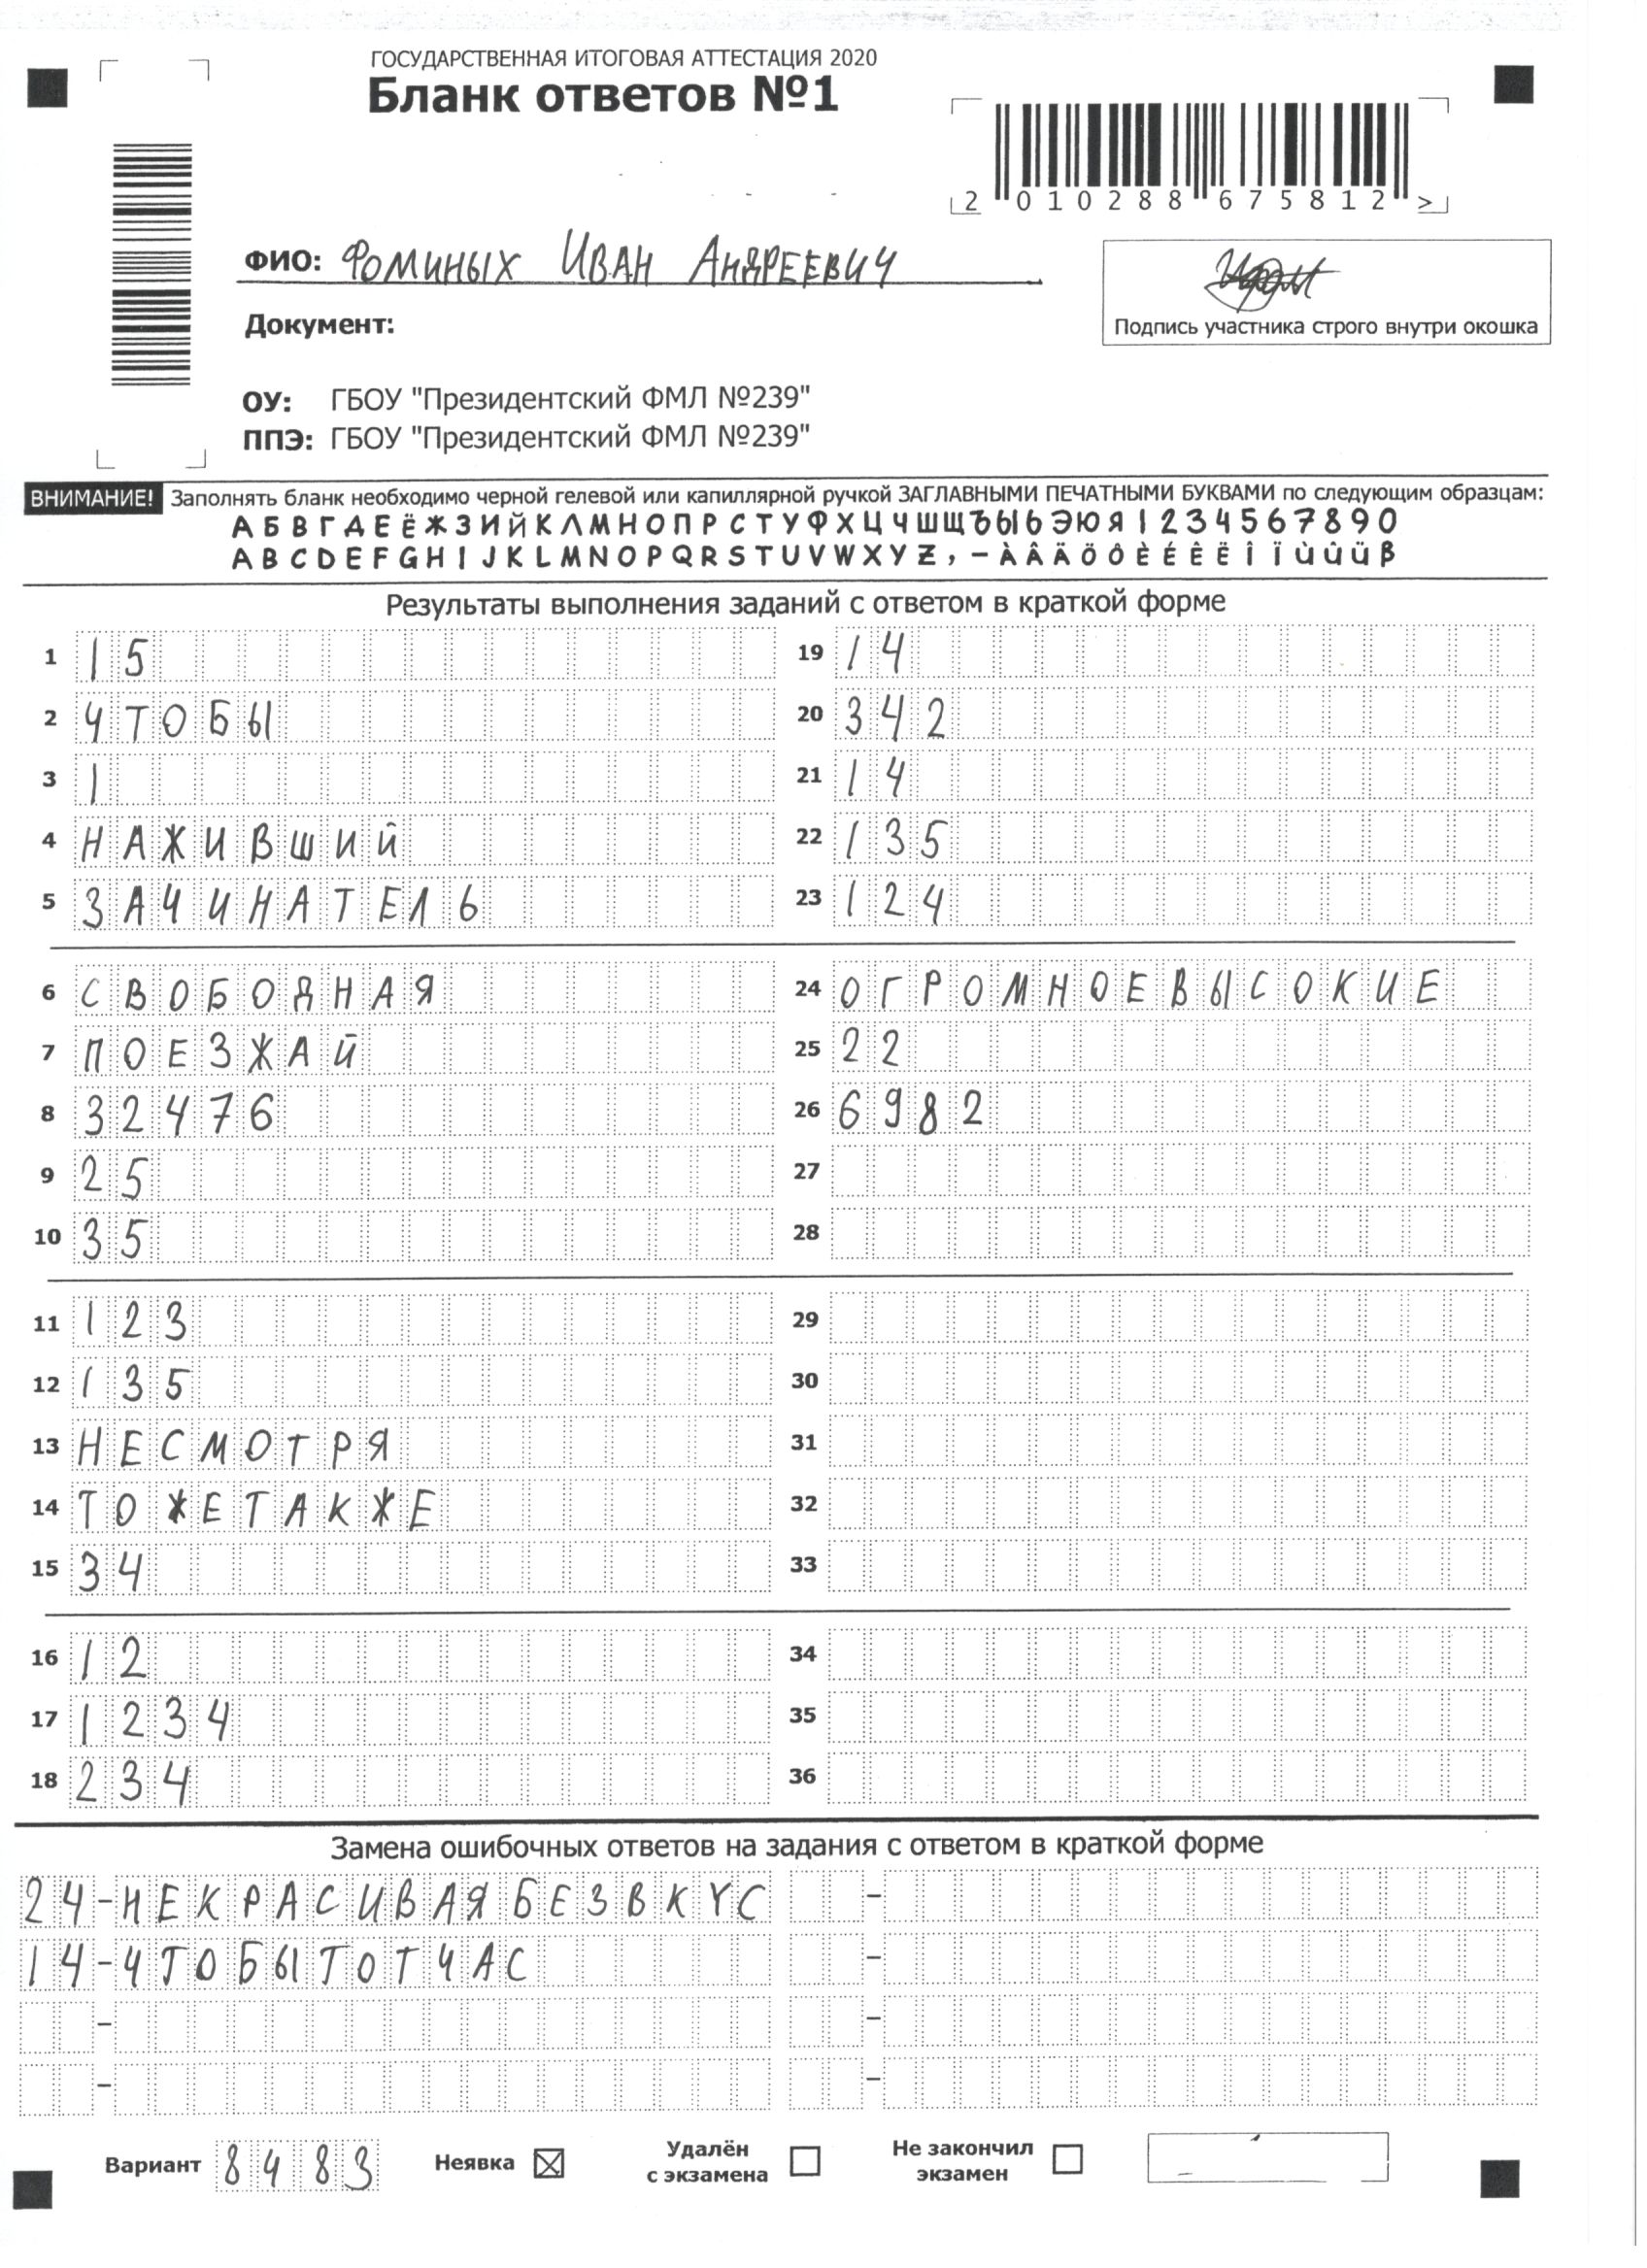 ГОСУДАРСТВЕННАЯ ИТОГОВАЯ АТТЕСТАЦИЯ 2020
Бланк ответов №1
2 010288 675812 >
ФИО: Фоминых Иван Андреевич
Документ:
Подпись участника строго внутри окошка
ОУ: ГБОУ "Президентский ФМЛ №239"
ППЭ: ГБОУ "Президентский ФМЛ №239"
ВНИМАНИЕ! Заполнять бланк необходимо черной гелевой или капиллярной ручкой ЗАГЛАВНЫМИ ПЕЧАТНЫМИ БУКВАМИ по следующим образцам:
А Б В Г Д Е Ё Ж З И Й К Л М Н О П Р С Т У Ф Х Ц Ч Ш Щ Ъ Ы Ь Э Ю Я 1 2 3 4 5 6 7 8 9 0
A B C D E F G H I J K L M N O P Q R S T U V W X Y Z , - À Â Ä Ö Ô È É Ê Ë Î Ï Ù Û Ü ß
Результаты выполнения заданий с ответом в краткой форме
1 15
2 ЧТОБЫ
3 1
4 НАЖИВШИЙ
5 ЗАЧИНАТЕЛЬ
6 СВОБОДНАЯ
7 ПОЕЗЖАЙ
8 32476
9 25
10 35
11 123
12 135
13 НЕСМОТРЯ
14 ТОЖЕТАКЖЕ
15 34
16 12
17 1234
18 234
19 14
20 342
21 14
22 135
23 124
24 ОГРОМНОЕВЫСОКИЕ
25 22
26 6982
27
28
29
30
31
32
33
34
35
36
Замена ошибочных ответов на задания с ответом в краткой форме
24-НЕКРАСИВАЯБЕЗВКУС
14-ЧТОБЫТОТЧАС
Вариант 8483
Неявка
Удалён с экзамена
Не закончил экзамен